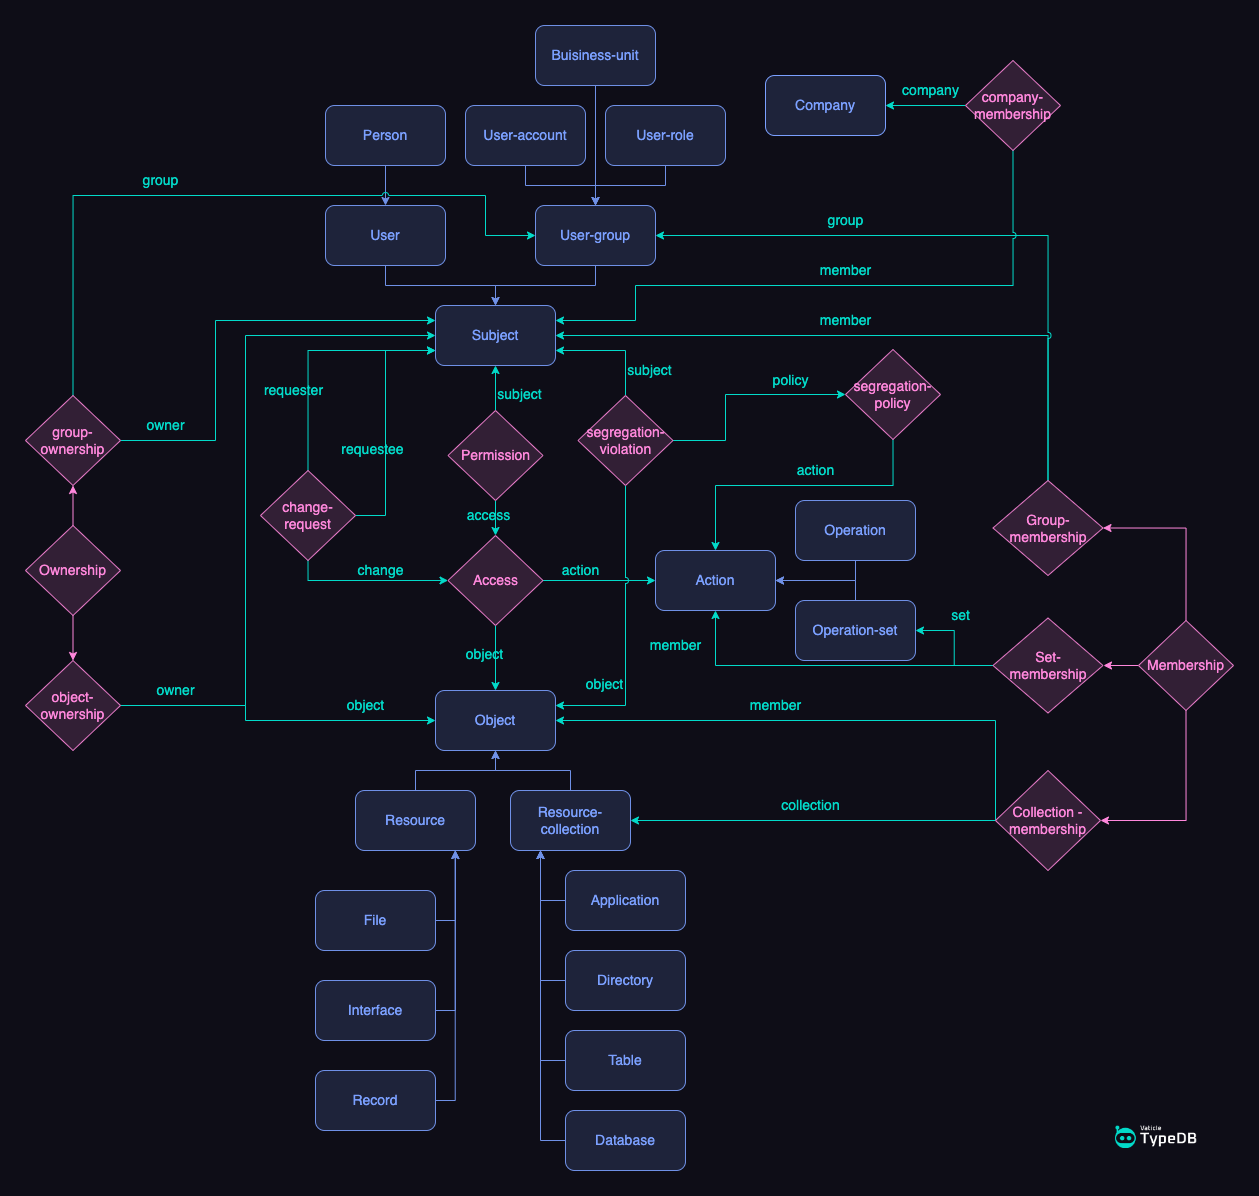 Buisiness-unit
company
Company
company-
membership
Person
User-account
User-role
group
User
User-group
group
member
Subject
member
requester
subject
subject
policy
segregation-
policy
group-
ownership
owner
requestee
Permission
segregation-
violation
action
change-
request
access
Operation
Group-
membership
Ownership
change
Access
action
Action
Operation-set
set
member
object
Set-
membership
Membership
object-
ownership
owner
object
object
Object
member
Resource
Resource-
collection
collection
Collection -
membership
File
Application
Interface
Directory
Table
Record
Database
Vaticle
TypeDB